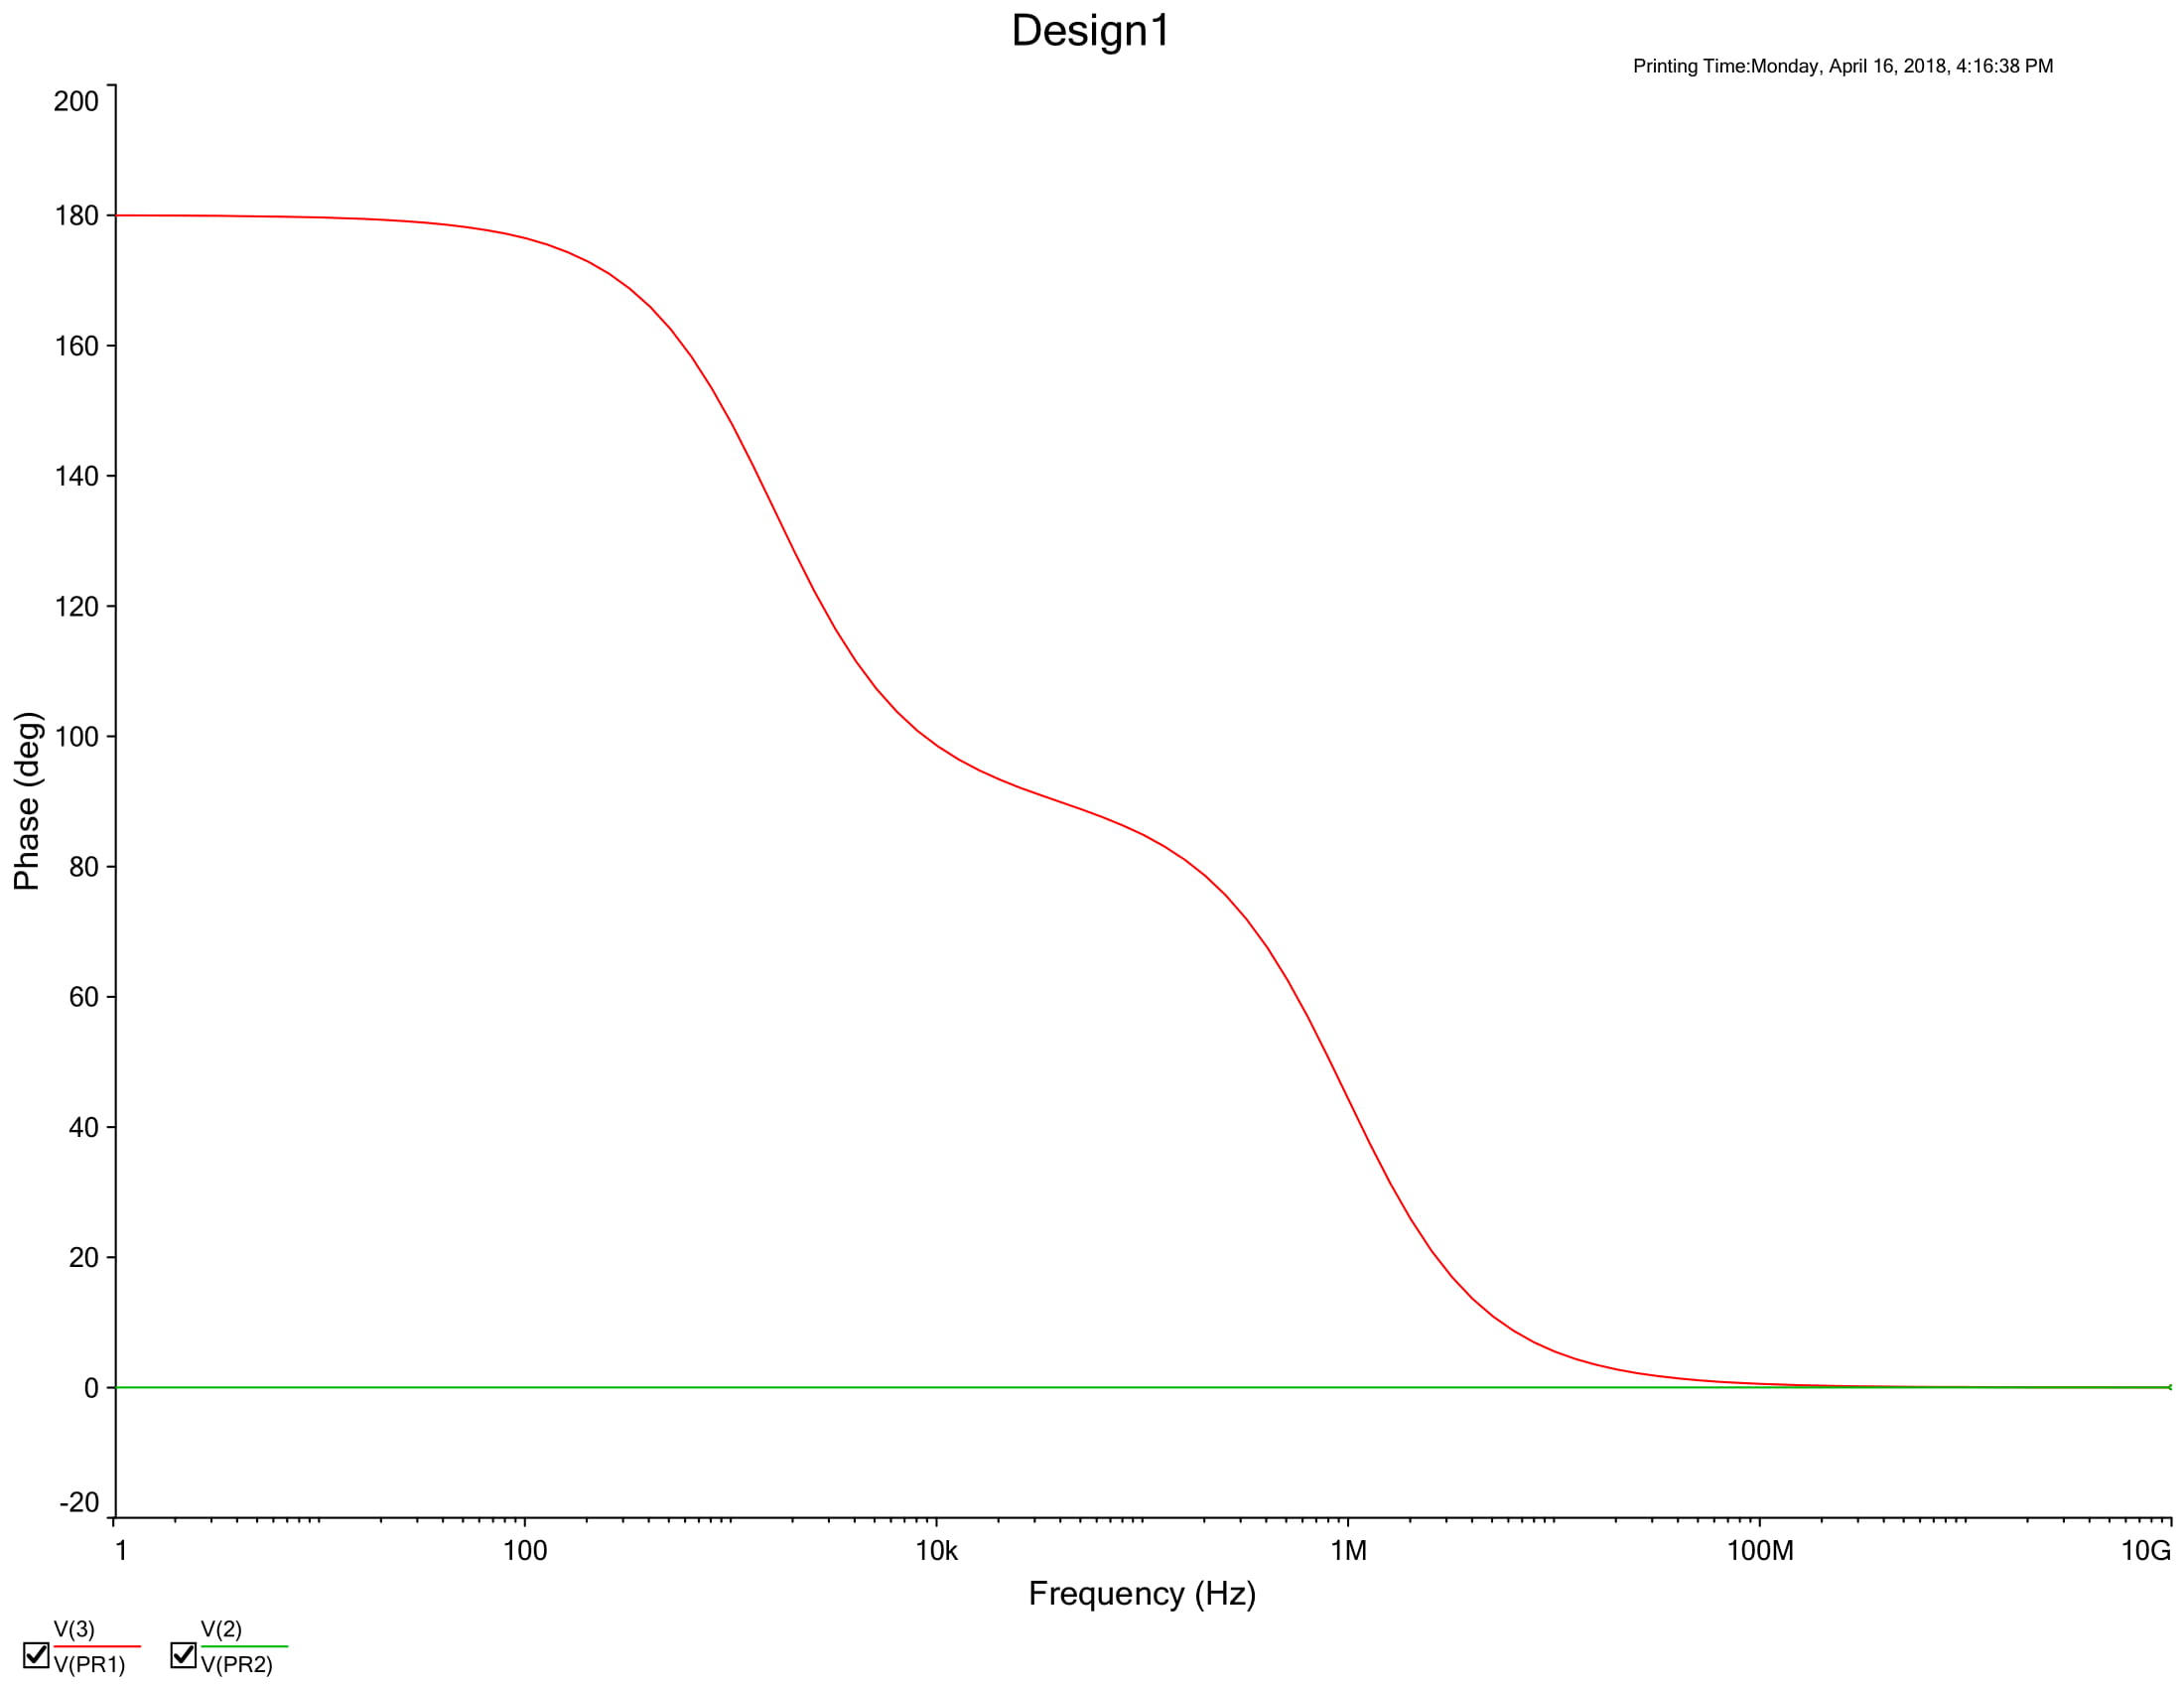 Design1
Printing Time:Monday, April 16, 2018, 4:16:38 PM
200
180
160
140
120
100
80
60
40
20
0
-20
Phase (deg)
1 100 10k 1M 100M 10G
Frequency (Hz)
V(3) V(2)
V(PR1) V(PR2)